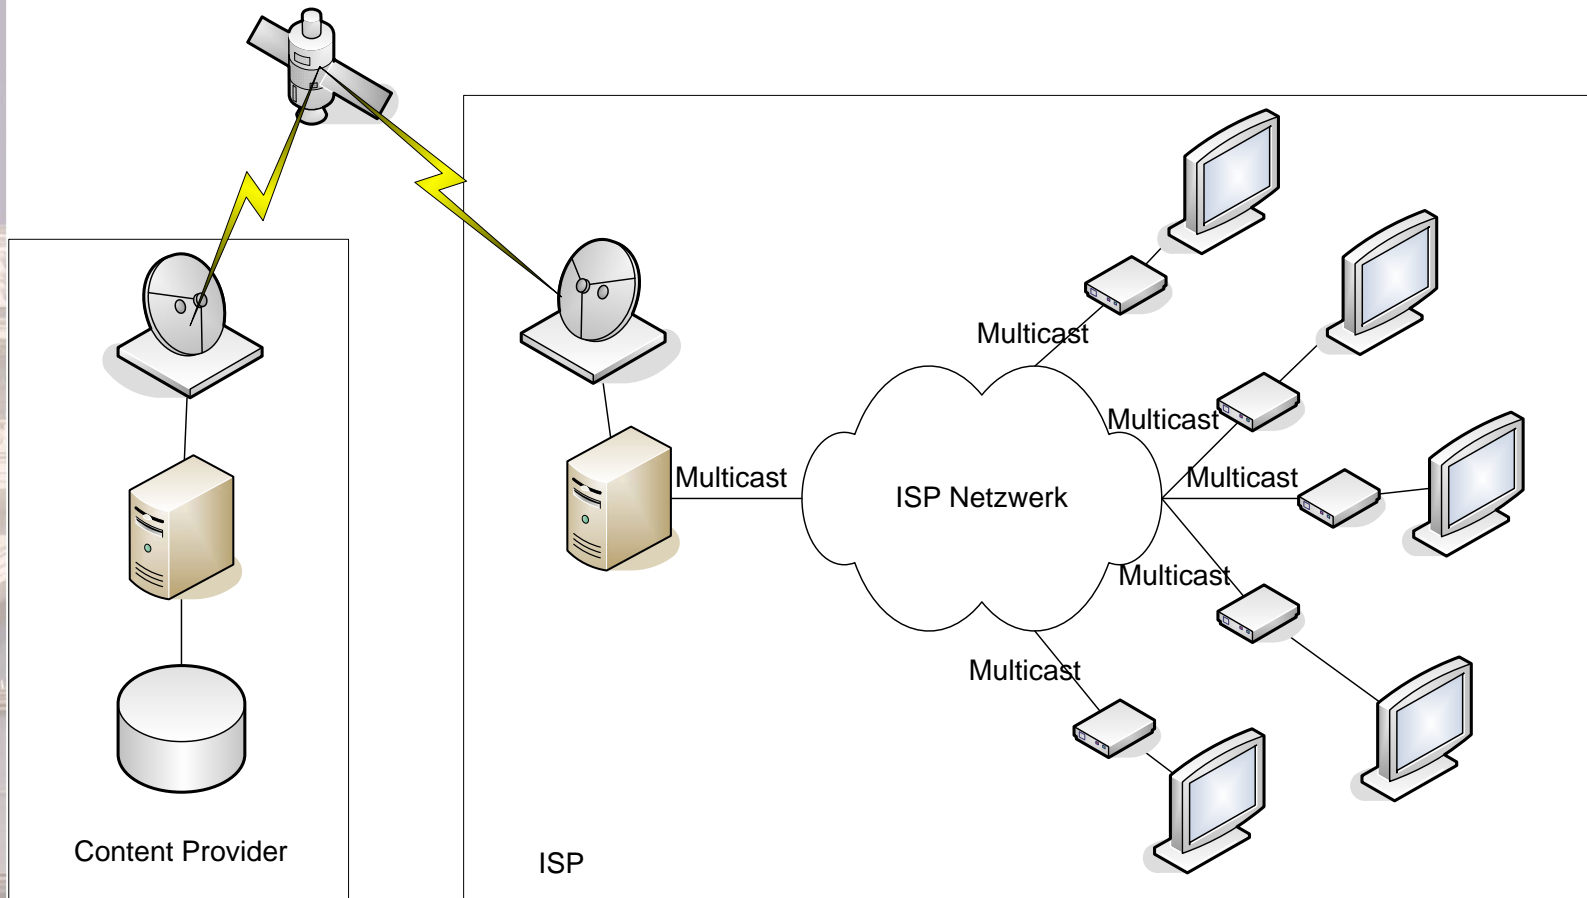 Multicast
Multicast
Multicast
ISP Netzwerk
Multicast
Multicast
Multicast
Content Provider
ISP